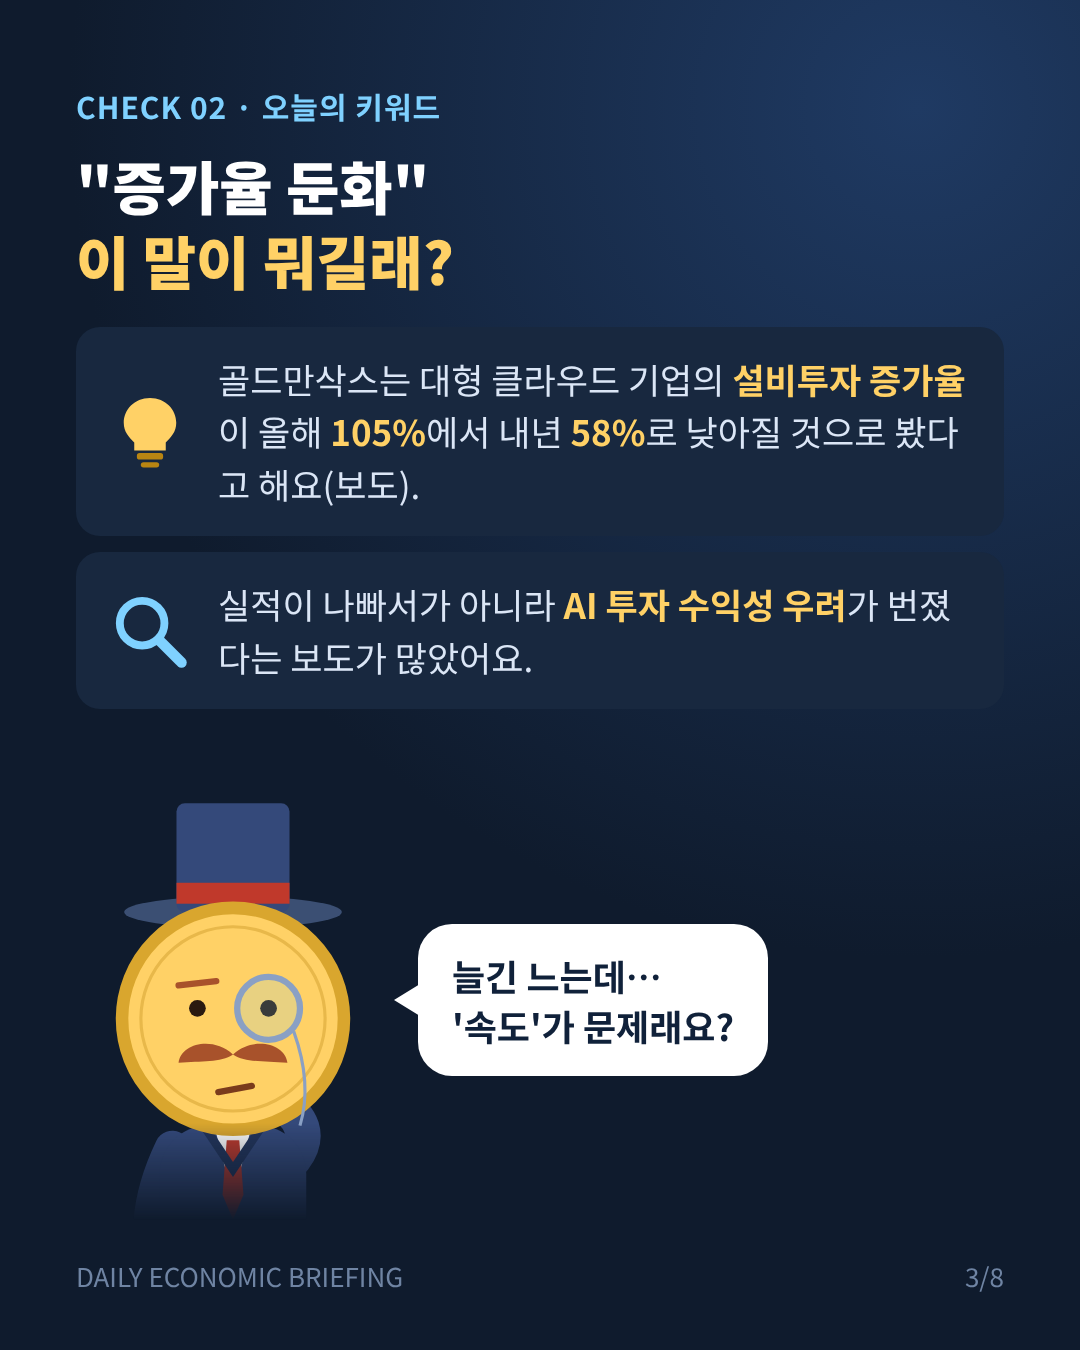 CHECK 02 · 오늘의 키워드
"증가율 둔화"
이 말이 뭐길래?
골드만삭스는 대형 클라우드 기업의 설비투자 증가율
이 올해 105%에서 내년 58%로 낮아질 것으로 봤다
고 해요(보도).
실적이 나빠서가 아니라 AI 투자 수익성 우려가 번졌
다는 보도가 많았어요.
늘긴 느는데…
'속도'가 문제래요?
DAILY ECONOMIC BRIEFING
3/8